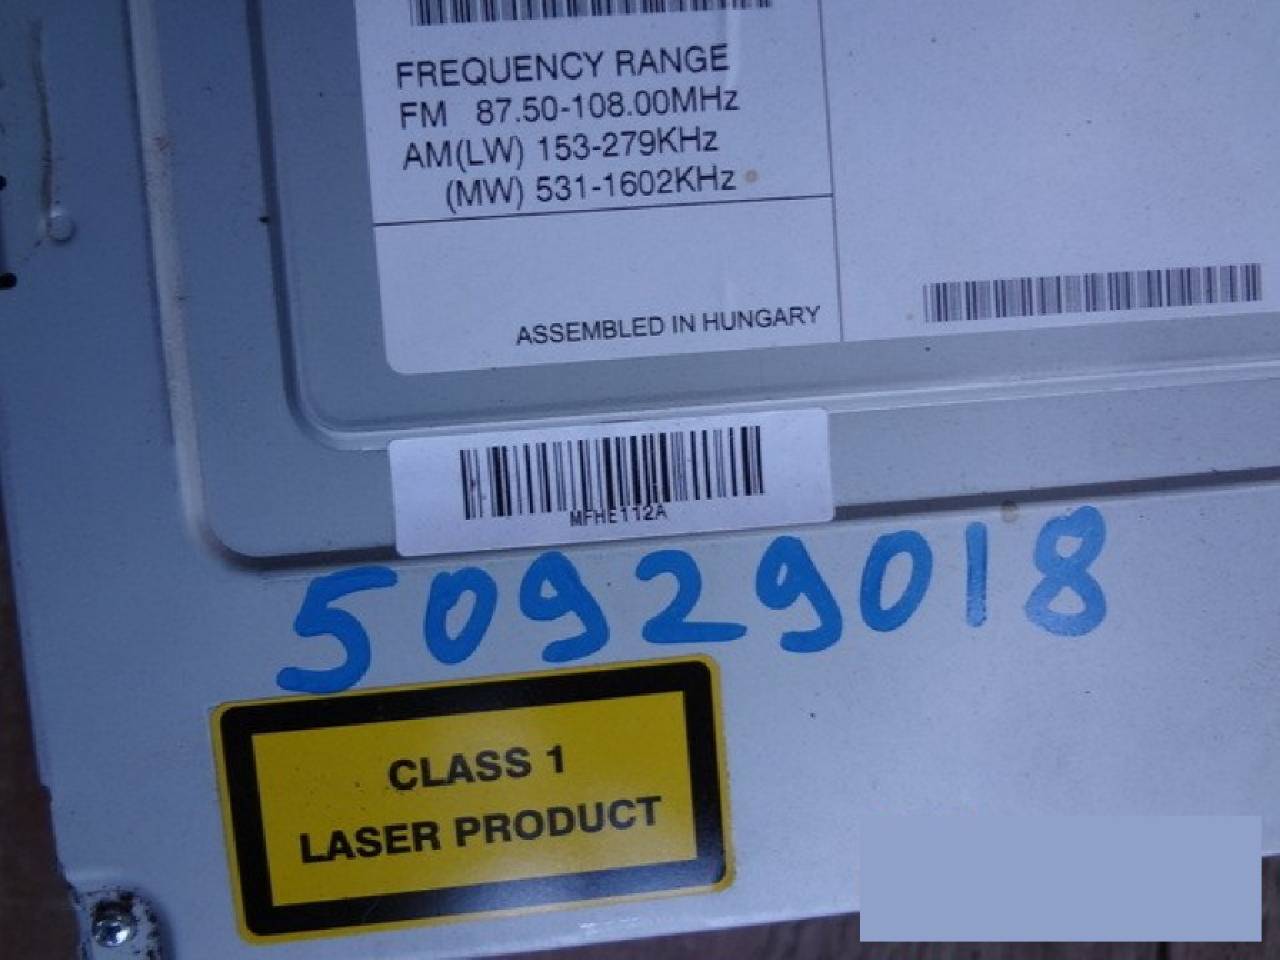 FREQUENCY RANGE
FM 87.50-108.00MHz
AM(LW) 153-279KHz
(MW) 531-1602KHz
ASSEMBLED IN HUNGARY
MFHE112A
50929018
CLASS 1
LASER PRODUCT